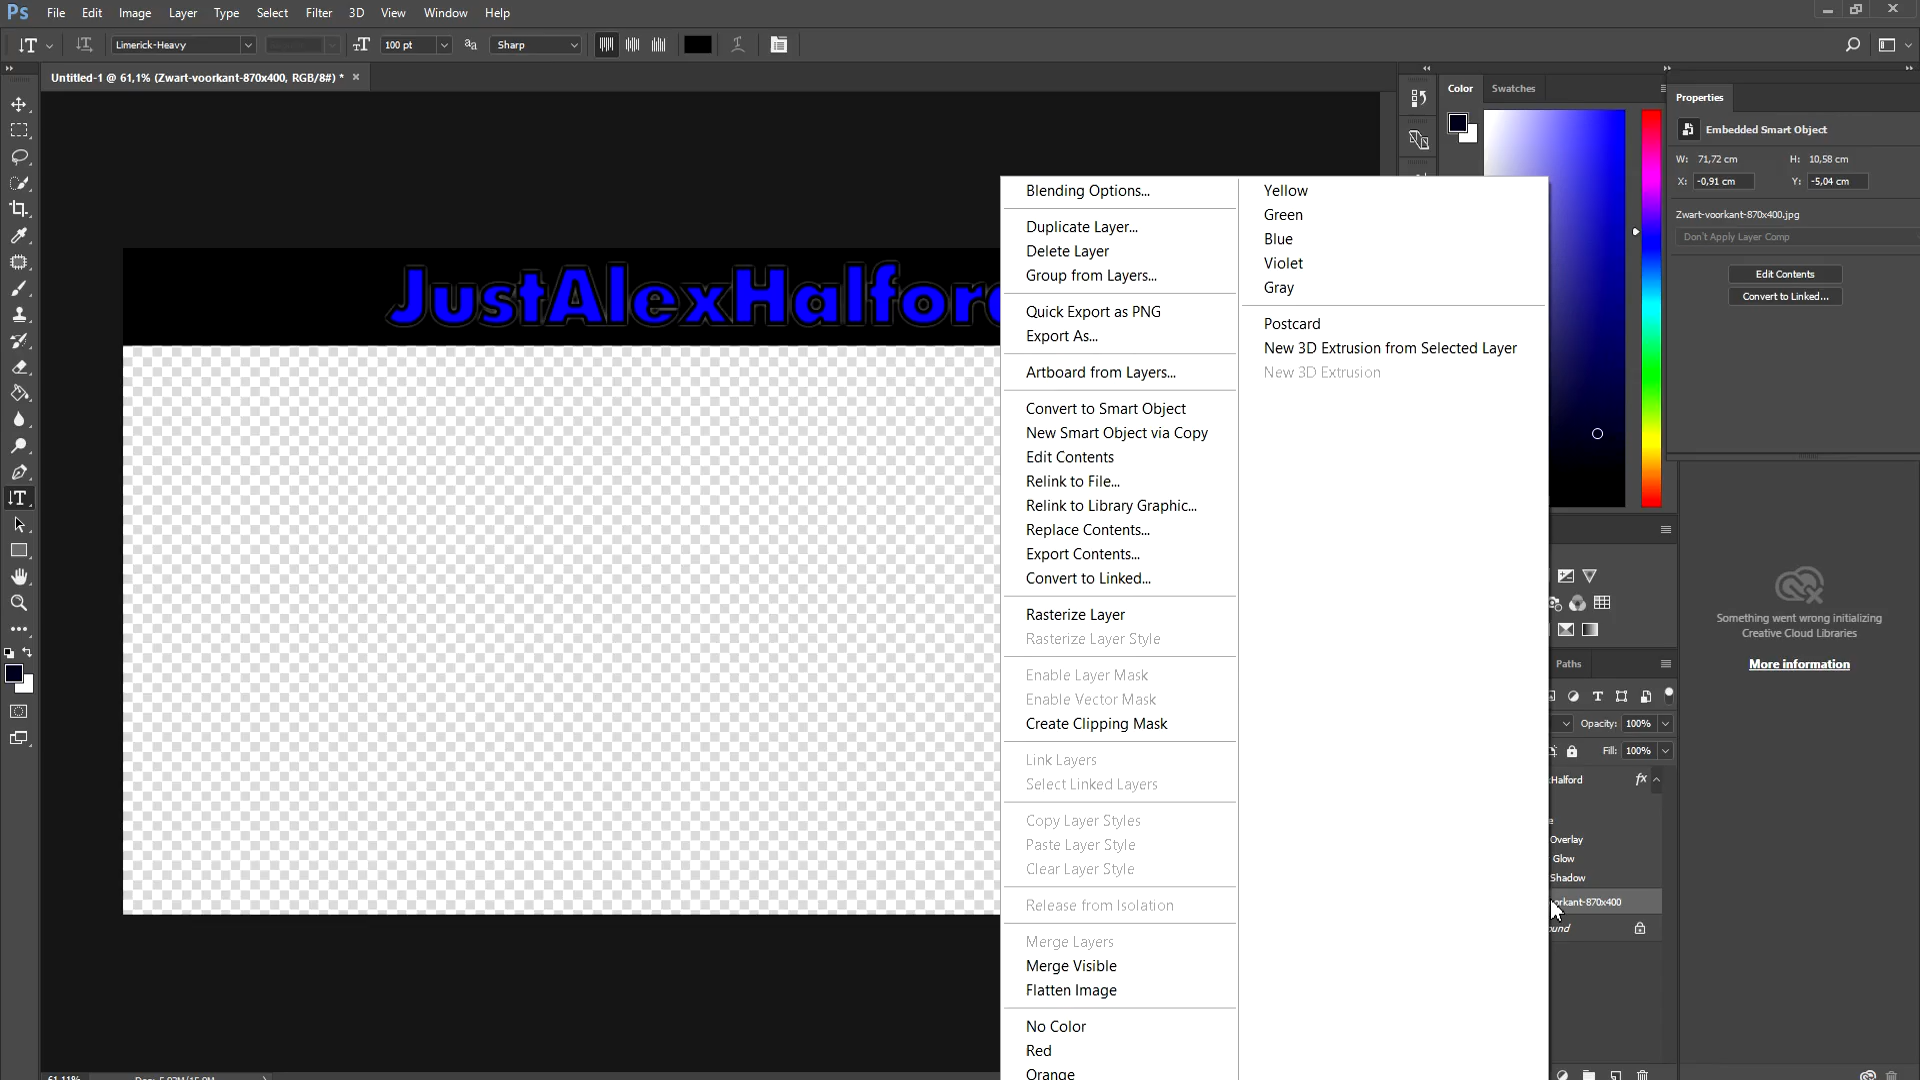 Ps File Edit Image Layer Type Select Filter 3D View Window Help
Limerick-Heavy 100 pt Sharp
Untitled-1 @ 61,1% (Zwart-voorkant-870x400, RGB/8#) *
Color Swatches
Properties
Embedded Smart Object
W: 71,72 cm H: 10,58 cm
X: -0,91 cm Y: -5,04 cm
Zwart-voorkant-870x400.jpg
Don't Apply Layer Comp
Edit Contents
Convert to Linked...
JustAlexHalford
Blending Options...
Duplicate Layer...
Delete Layer
Group from Layers...
Quick Export as PNG
Export As...
Artboard from Layers...
Convert to Smart Object
New Smart Object via Copy
Edit Contents
Relink to File...
Relink to Library Graphic...
Replace Contents...
Export Contents...
Convert to Linked...
Rasterize Layer
Rasterize Layer Style
Enable Layer Mask
Enable Vector Mask
Create Clipping Mask
Link Layers
Select Linked Layers
Copy Layer Styles
Paste Layer Style
Clear Layer Style
Release from Isolation
Merge Layers
Merge Visible
Flatten Image
No Color
Red
Orange
Yellow
Green
Blue
Violet
Gray
Postcard
New 3D Extrusion from Selected Layer
New 3D Extrusion
Something went wrong initializing
Creative Cloud Libraries
More information
Paths
Opacity: 100%
Fill: 100%
Halford fx
Overlay
Glow
Shadow
orkant-870x400
ound
61,11%